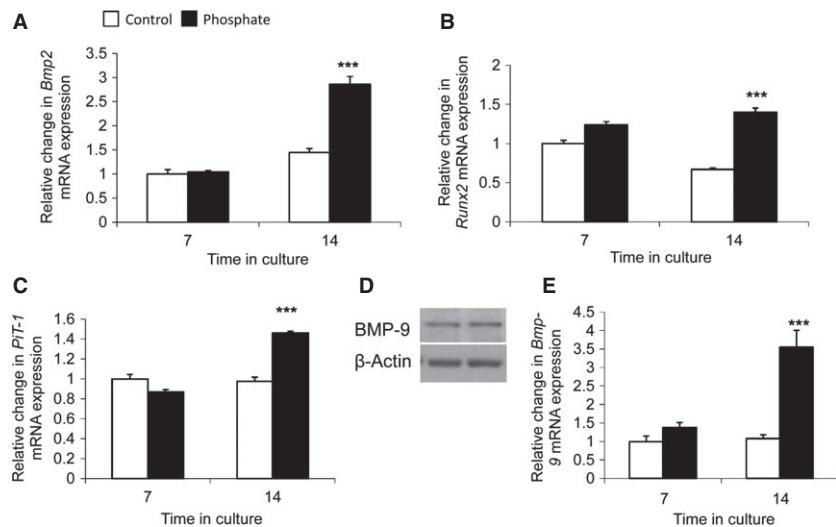 A
Control Phosphate
Relative change in Bmp2
mRNA expression
3.5
3
2.5
2
1.5
1
0.5
0
***
7 14
Time in culture
B
Relative change in
Runx2 mRNA expression
2
1.5
1
0.5
0
***
7 14
Time in culture
C
Relative change in PiT-1
mRNA expression
1.6
1.4
1.2
1
0.8
0.6
0.4
0.2
0
***
7 14
Time in culture
D
BMP-9
β-Actin
E
Relative change in Bmp-
9 mRNA expression
4.5
4
3.5
3
2.5
2
1.5
1
0.5
0
***
7 14
Time in culture